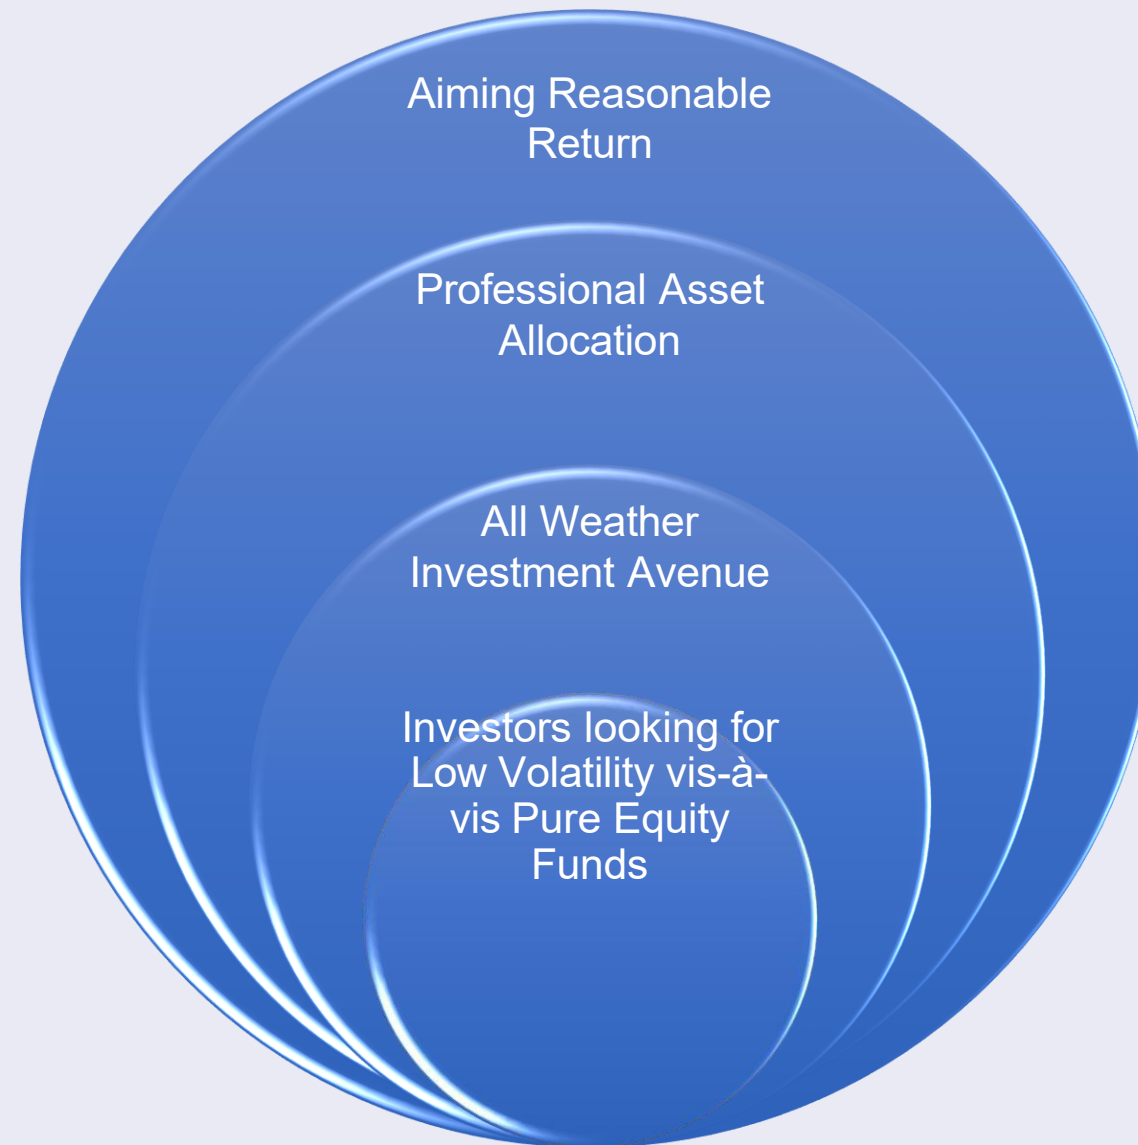 Aiming Reasonable
Return
Professional Asset
Allocation
All Weather
Investment Avenue
Investors looking for
Low Volatility vis-à-
vis Pure Equity
Funds